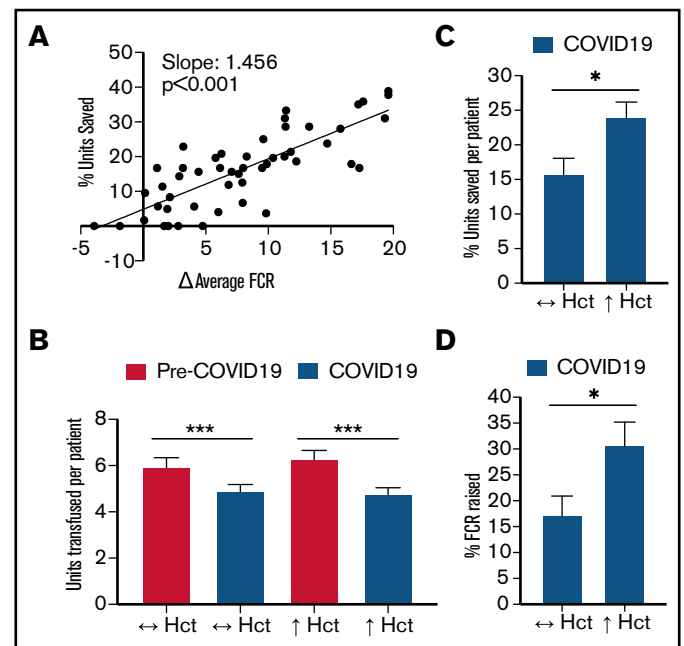 A
Slope: 1.456
p<0.001
% Units Saved
50
40
30
20
10
-10
-5
5
10
15
20
Δ Average FCR
B
Pre-COVID19
COVID19
Units transfused per patient
8
6
4
2
0
***
***
↔ Hct
↔ Hct
↑ Hct
↑ Hct
C
COVID19
% Units saved per patient
30
25
20
15
10
5
0
*
↔ Hct
↑ Hct
D
COVID19
% FCR raised
40
35
30
25
20
15
10
5
0
*
↔ Hct
↑ Hct